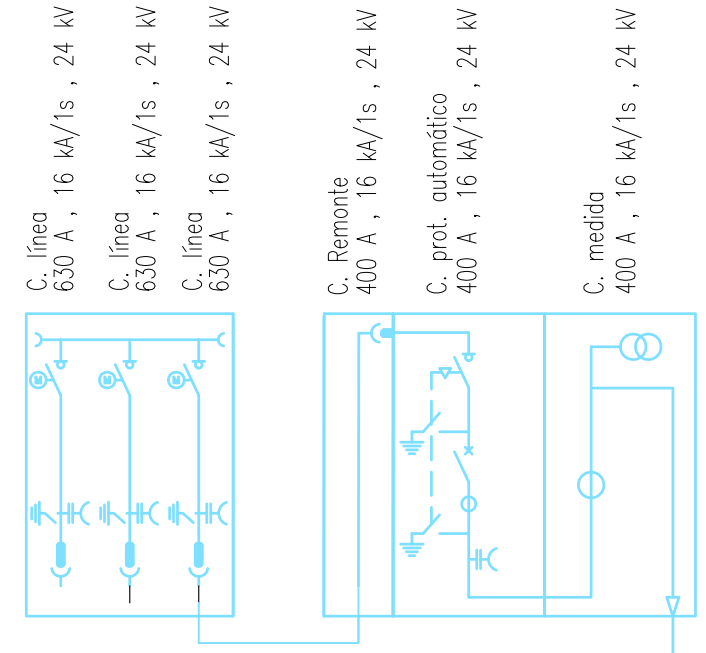 C. línea
630 A , 16 kA/1s , 24 kV
C. línea
630 A , 16 kA/1s , 24 kV
C. línea
630 A , 16 kA/1s , 24 kV
C. Remonte
400 A , 16 kA/1s , 24 kV
C. prot. automático
400 A , 16 kA/1s , 24 kV
C. medida
400 A , 16 kA/1s , 24 kV
M
M
M